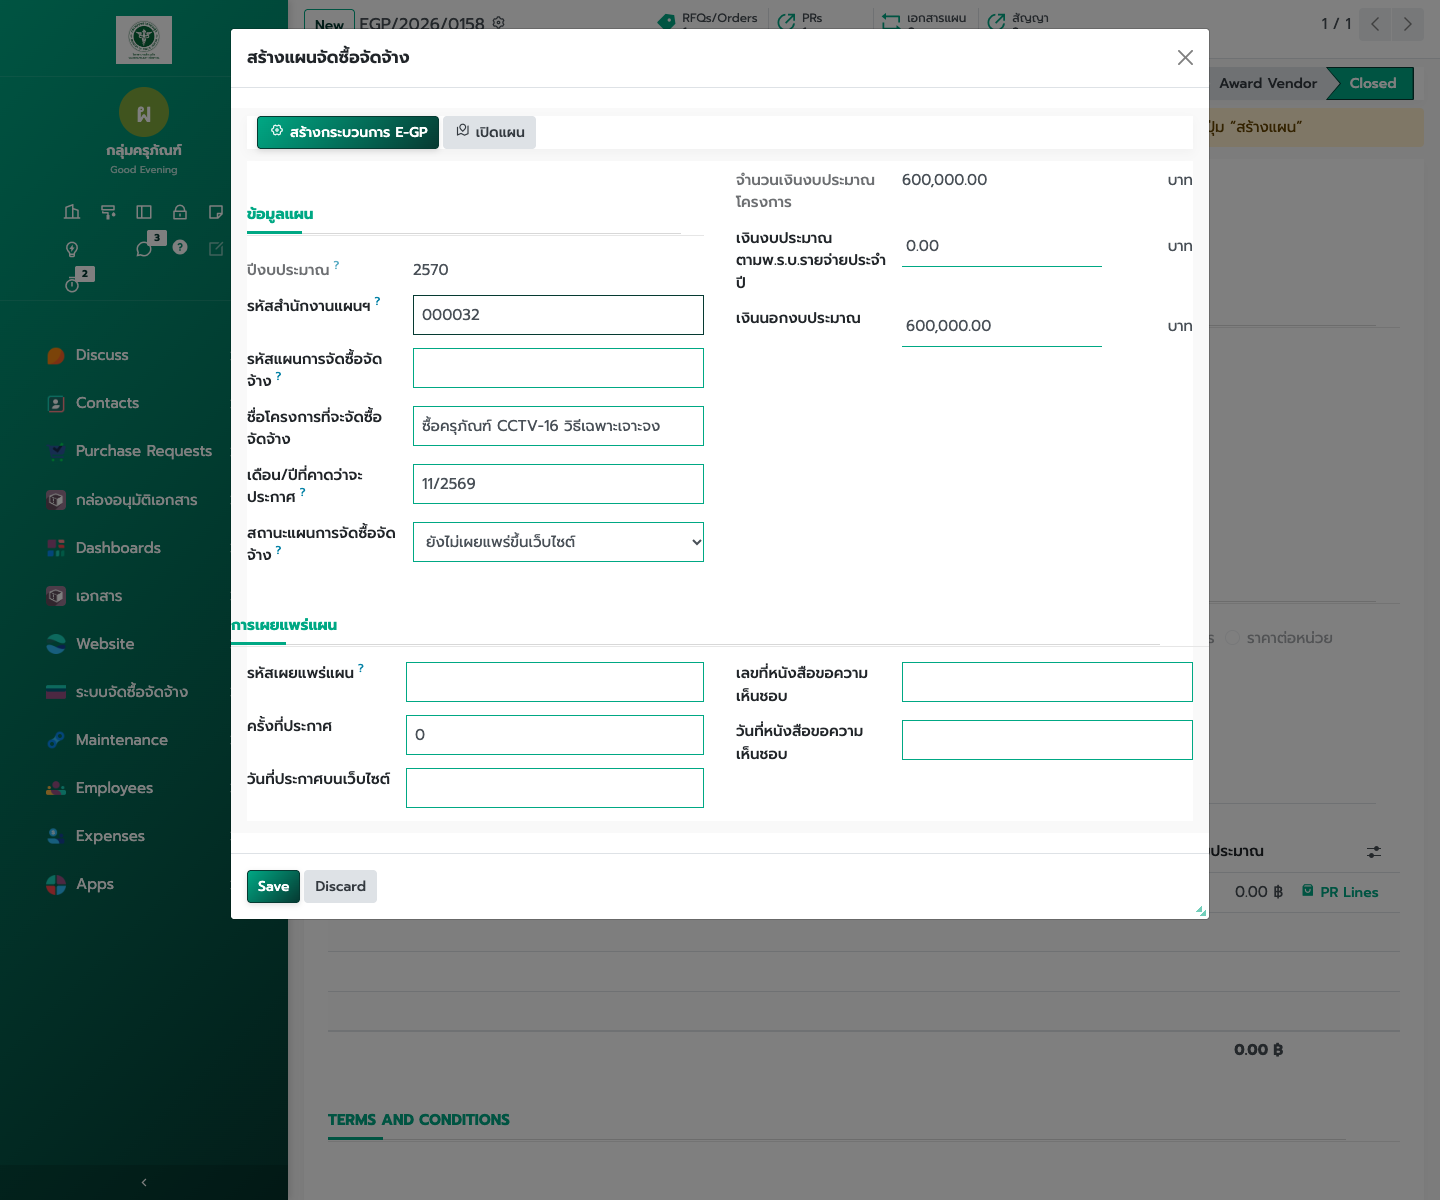 New
EGP/2026/0158
RFQs/Orders
PRs
เอกสารแผน
สัญญา
1 / 1
Award Vendor
Closed
“สร้างแผน”
ผ
กลุ่มครุภัณฑ์
Good Evening
3
?
2
Discuss
Contacts
Purchase Requests
กล่องอนุมัติเอกสาร
Dashboards
เอกสาร
Website
ระบบจัดซื้อจัดจ้าง
Maintenance
Employees
Expenses
Apps
สร้างแผนจัดซื้อจัดจ้าง
สร้างกระบวนการ E-GP
เปิดแผน
ข้อมูลแผน
ปีงบประมาณ ?
2570
รหัสสำนักงานแผนฯ ?
000032
รหัสแผนการจัดซื้อจัด
จ้าง ?
ชื่อโครงการที่จะจัดซื้อ
จัดจ้าง
ซื้อครุภัณฑ์ CCTV-16 วิธีเฉพาะเจาะจง
เดือน/ปีที่คาดว่าจะ
ประกาศ ?
11/2569
สถานะแผนการจัดซื้อจัด
จ้าง ?
ยังไม่เผยแพร่ขึ้นเว็บไซต์
จำนวนเงินงบประมาณ
โครงการ
600,000.00
บาท
เงินงบประมาณ
ตามพ.ร.บ.รายจ่ายประจำ
ปี
0.00
บาท
เงินนอกงบประมาณ
600,000.00
บาท
การเผยแพร่แผน
รหัสเผยแพร่แผน ?
ครั้งที่ประกาศ
0
วันที่ประกาศบนเว็บไซต์
เลขที่หนังสือขอความ
เห็นชอบ
วันที่หนังสือขอความ
เห็นชอบ
Save
Discard
ราคาต่อหน่วย
ประมาณ
0.00 ฿
PR Lines
0.00 ฿
TERMS AND CONDITIONS